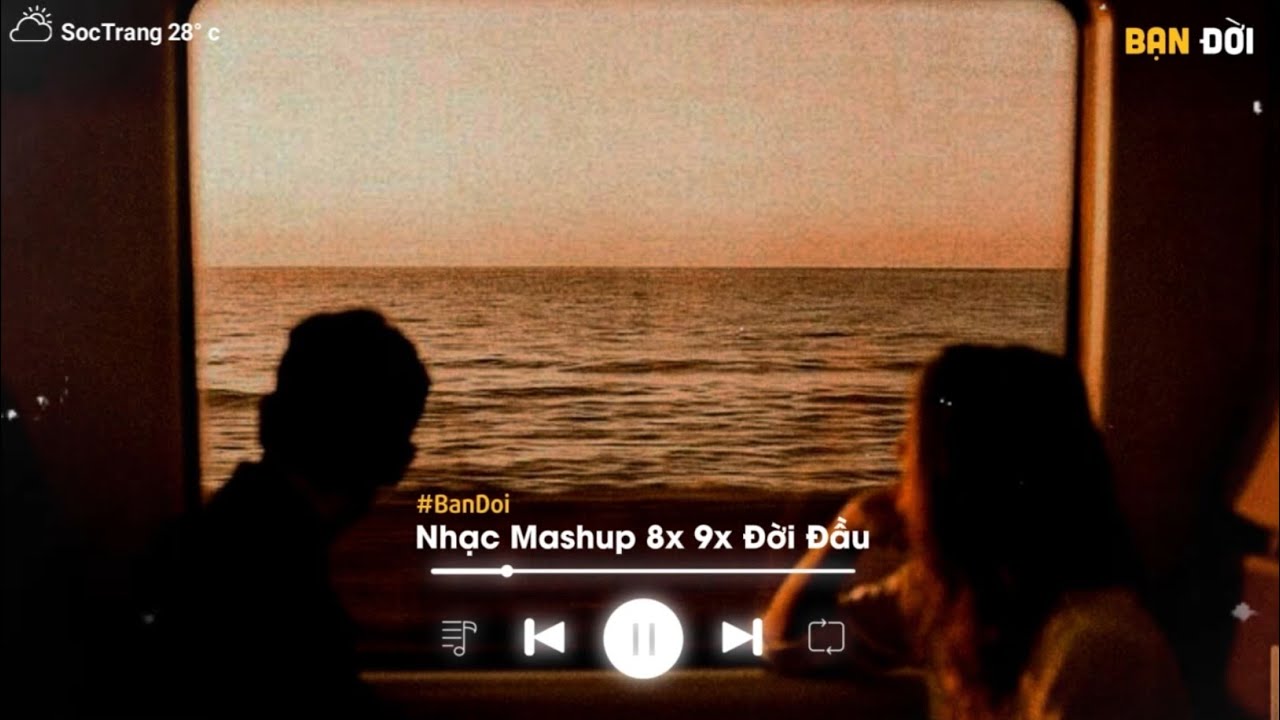 SocTrang 28° c
BẠN ĐỜI
#BanDoi
Nhạc Mashup 8x 9x Đời Đầu